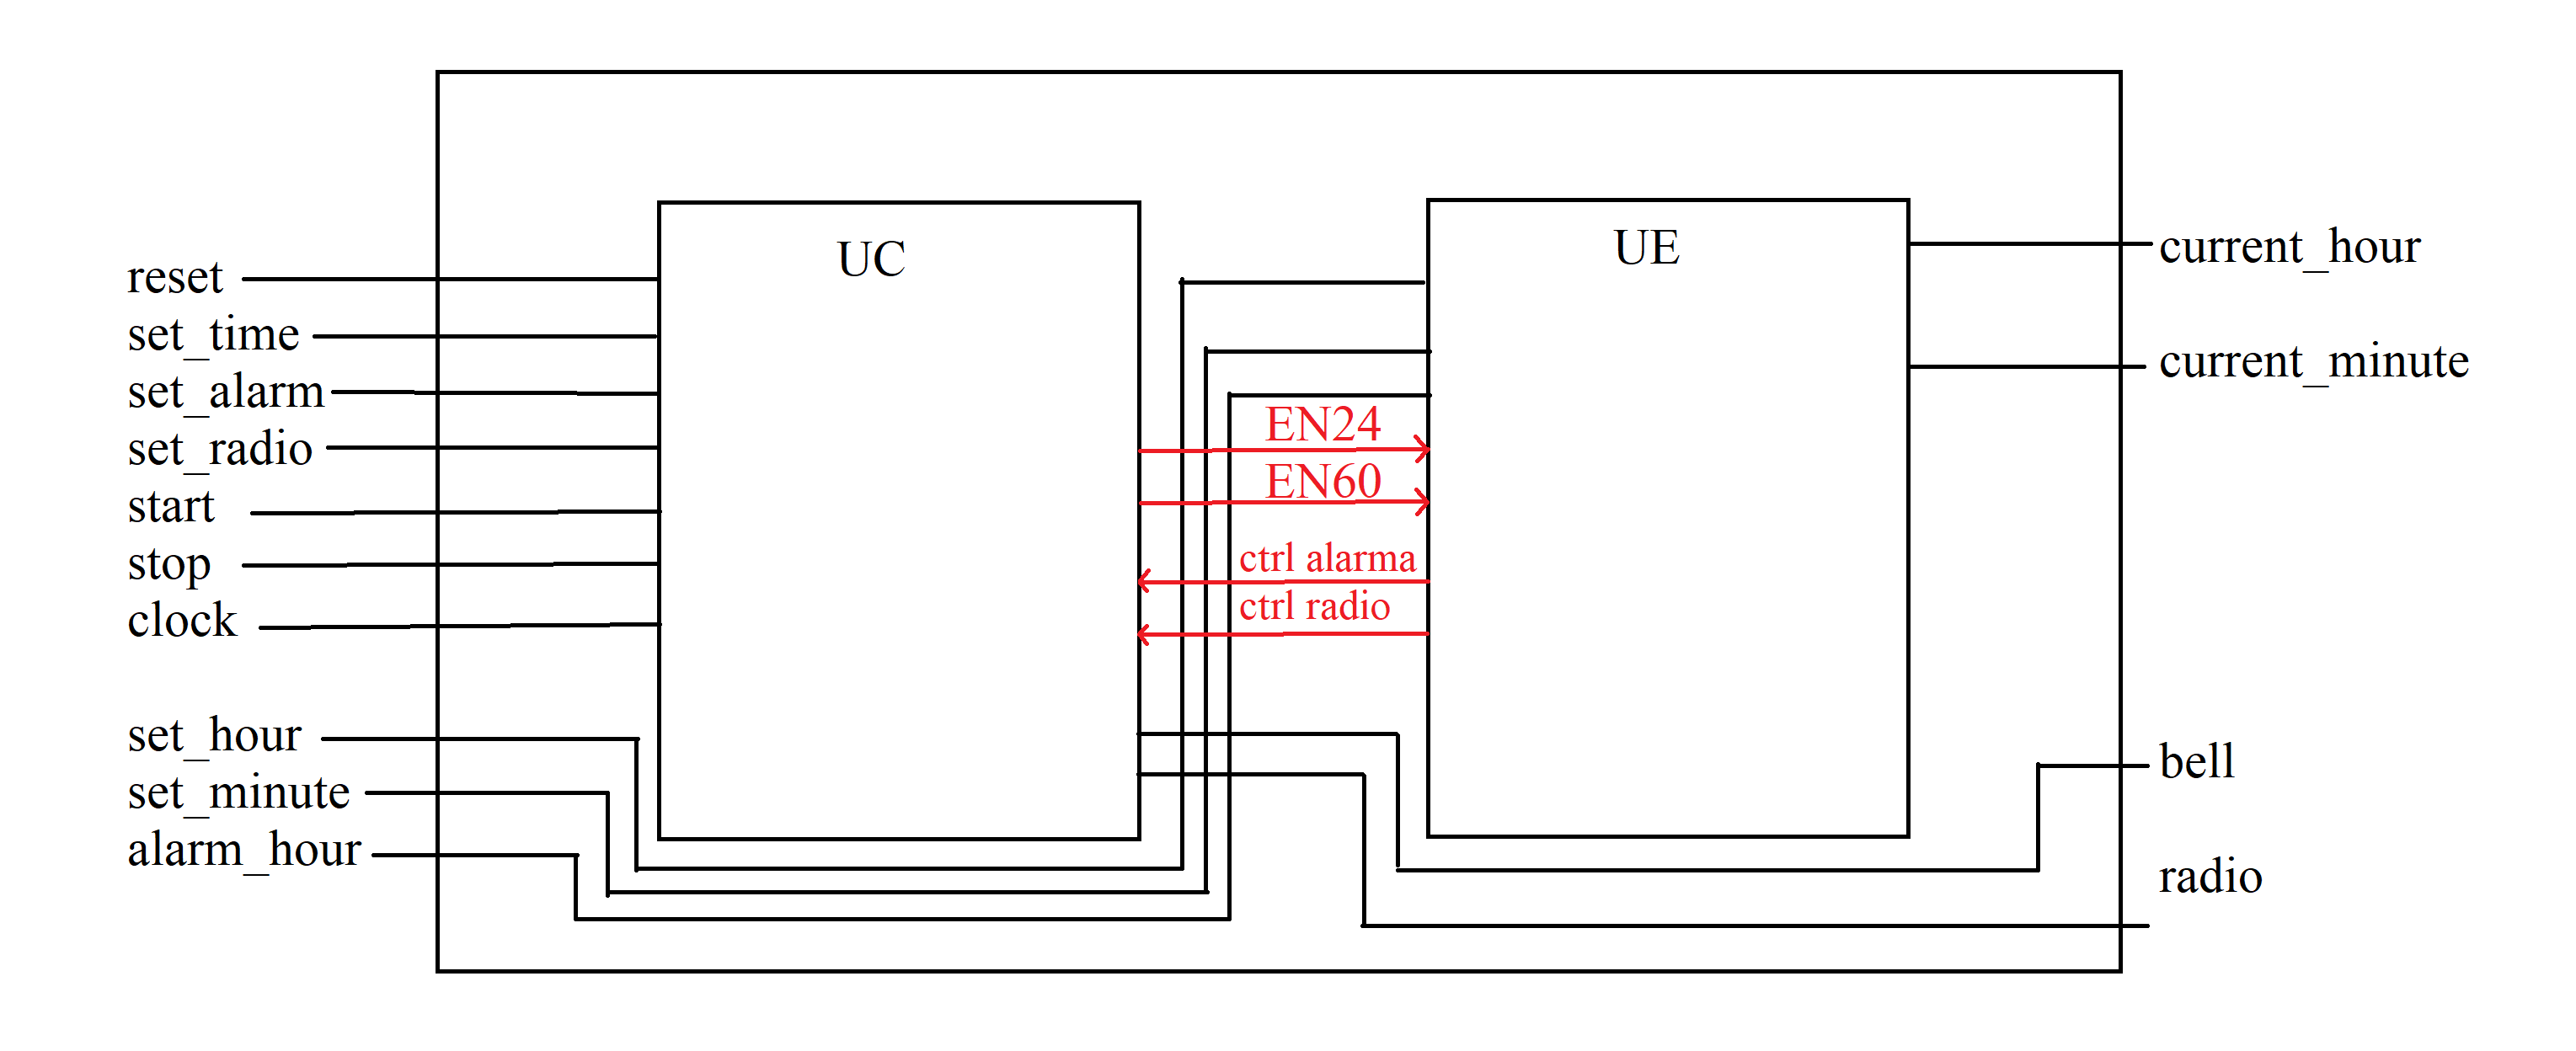 reset
set_time
set_alarm
set_radio
start
stop
clock
set_hour
set_minute
alarm_hour
UC
EN24
EN60
ctrl alarma
ctrl radio
UE
current_hour
current_minute
bell
radio